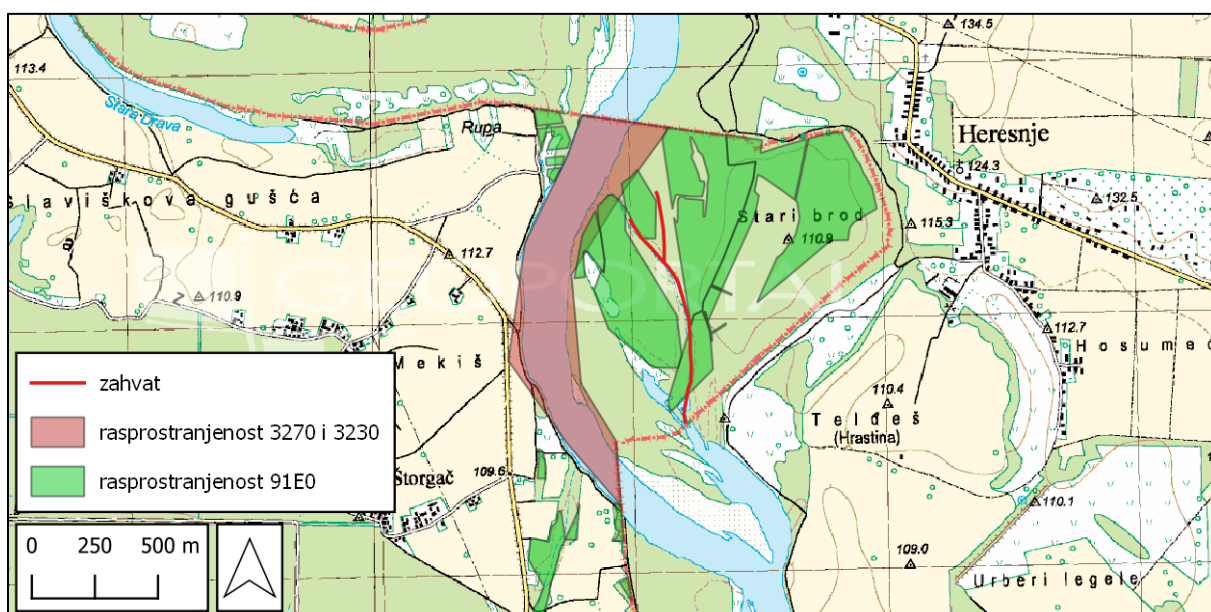 134.5
113.4
Stara Drava
Rupa
Heresnje
124.3
slaviškova gušća
132.5
Stari brod
115.3
110.9
112.7
GEOPORTAL
110.9
112.7
Hosumeć
Mekiš
zahvat
110.4
Telđeš
(Hrastina)
rasprostranjenost 3270 i 3230
rasprostranjenost 91E0
109.6
Štorgač
110.1
0 250 500 m
109.0
Urberi legele